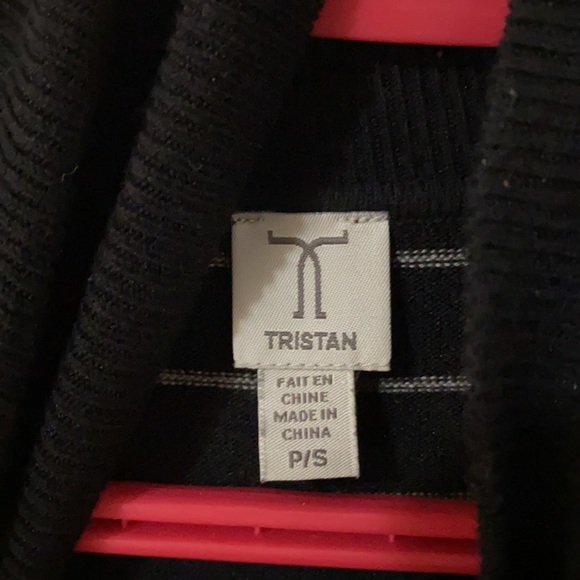 TRISTAN
FAIT EN
CHINE
MADE IN
CHINA
P/S